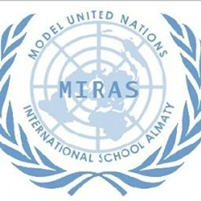 MODEL UNITED NATIONS
MIRAS
INTERNATIONAL SCHOOL ALMATY